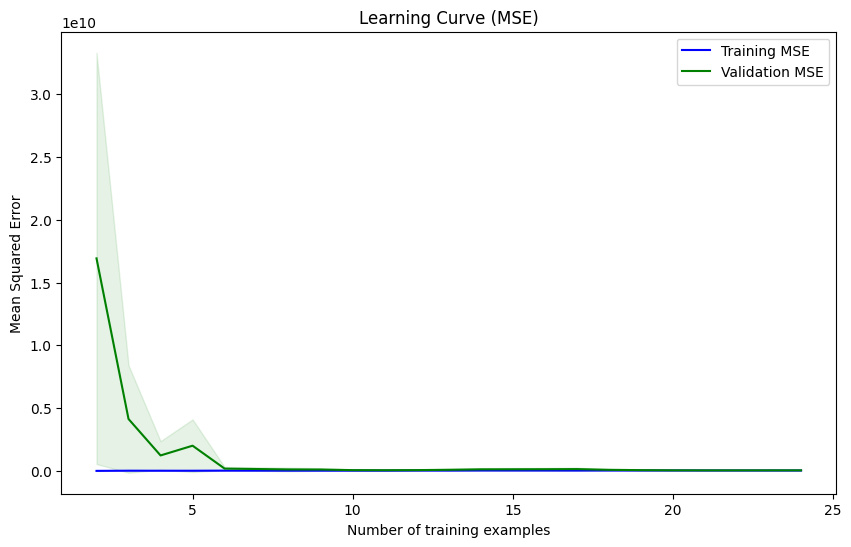 Learning Curve (MSE)
1e10
Training MSE
Validation MSE
3.0
2.5
2.0
1.5
1.0
0.5
0.0
Mean Squared Error
5
10
15
20
25
Number of training examples